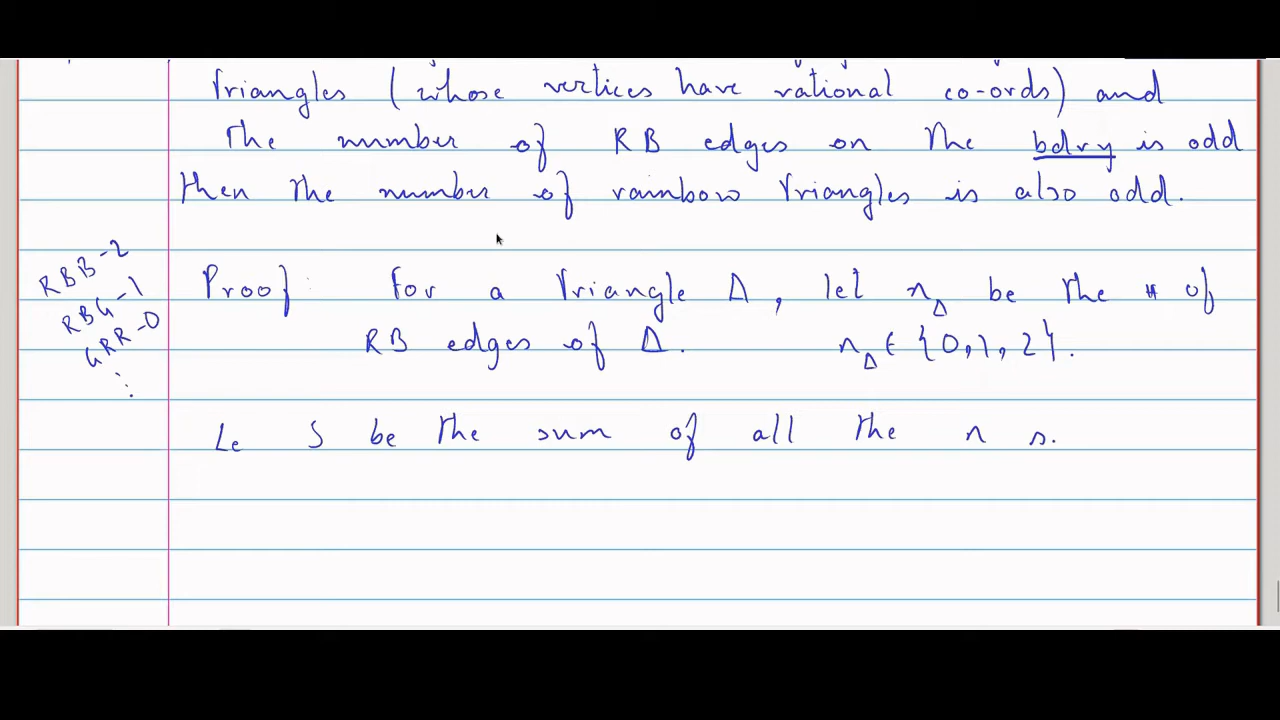 triangles (whose vertices have rational co-ords) and
the number of RB edges on the bdry is odd
then the number of rainbow triangles is also odd.
RBB-2
RBG-1
GRR-0
⋮
Proof: For a triangle Δ, let n_Δ be the # of
RB edges of Δ. n_Δ ∈ {0,1,2}.
Le S be the sum of all the n s.